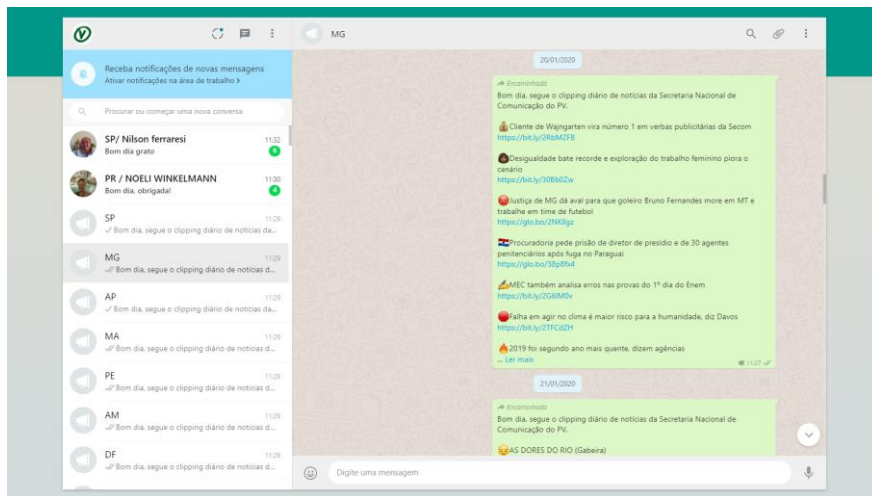 Receba notificações de novas mensagens
Ativar notificações na área de trabalho >
Procurar ou começar uma nova conversa
SP/ Nilson ferraresi 11:32
Bom dia grato 6
PR / NOELI WINKELMANN 11:30
Bom dia, obrigada! 4
SP 11:29
Bom dia, segue o clipping diário de notícias da...
MG 11:29
Bom dia, segue o clipping diário de notícias d...
AP 11:29
Bom dia, segue o clipping diário de notícias da...
MA 11:29
Bom dia, segue o clipping diário de notícias d...
PE 11:29
Bom dia, segue o clipping diário de notícias d...
AM 11:29
Bom dia, segue o clipping diário de notícias d...
DF 11:29
Bom dia, segue o clipping diário de notícias d...
MG
20/01/2020
Encaminhada
Bom dia, segue o clipping diário de notícias da Secretaria Nacional de
Comunicação do PV.
Cliente de Wajngarten vira número 1 em verbas publicitárias da Secom
https://bit.ly/2RbMZFB
Desigualdade bate recorde e exploração do trabalho feminino piora o
cenário
https://bit.ly/30Bb0Zw
Justiça de MG dá aval para que goleiro Bruno Fernandes more em MT e
trabalhe em time de futebol
https://glo.bo/2NKilgz
Procuradoria pede prisão de diretor de presídio e de 30 agentes
penitenciários após fuga no Paraguai
https://glo.bo/38p8fx4
MEC também analisa erros nas provas do 1º dia do Enem
https://bit.ly/2G6IM0v
Falha em agir no clima é maior risco para a humanidade, diz Davos
https://bit.ly/2TFCdZH
2019 foi segundo ano mais quente, dizem agências
... Ler mais
11:27
21/01/2020
Encaminhada
Bom dia, segue o clipping diário de notícias da Secretaria Nacional de
Comunicação do PV.
AS DORES DO RIO (Gabeira)
Digite uma mensagem